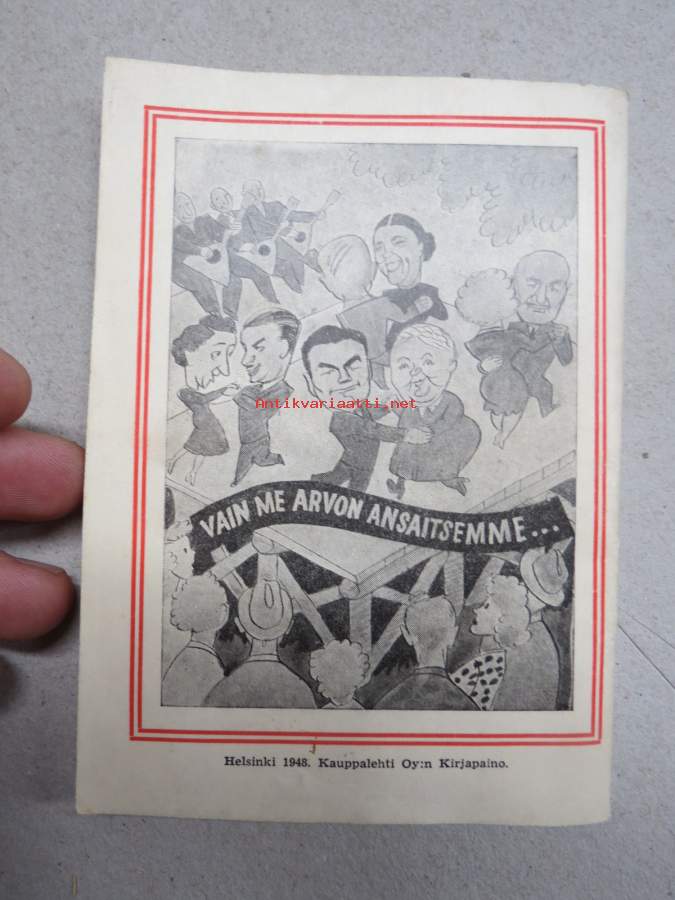 Antikvariaatti.net
VAIN ME ARVON ANSAITSEMME...
Helsinki 1948. Kauppalehti Oy:n Kirjapaino.